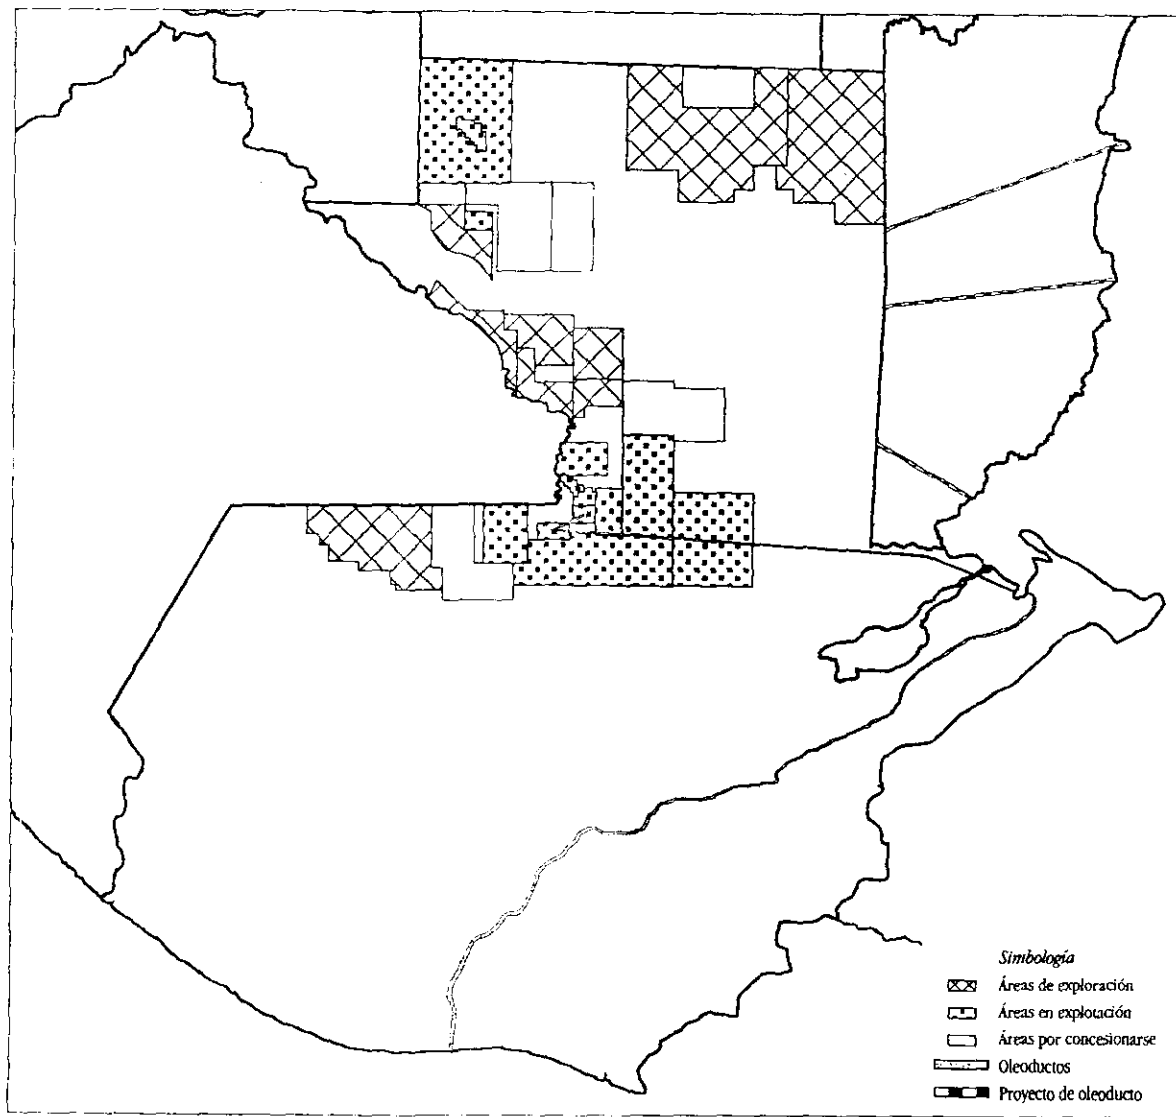 Simbología
Áreas de exploración
Áreas en explotación
Áreas por concesionarse
Oleoductos
Proyecto de oleoducto